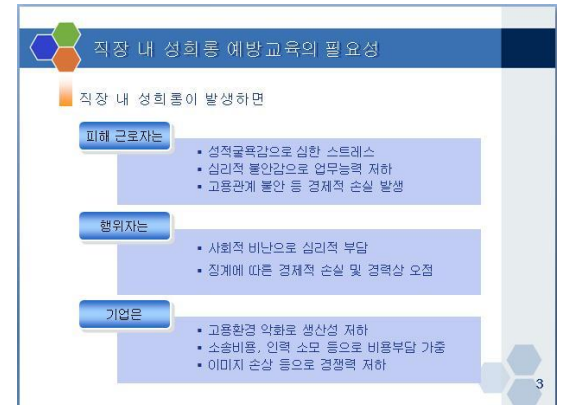 직장 내 성희롱 예방교육의 필요성
직장 내 성희롱이 발생하면
피해 근로자는
▪ 성적굴욕감으로 심한 스트레스
▪ 심리적 불안감으로 업무능력 저하
▪ 고용관계 불안 등 경제적 손실 발생
행위자는
▪ 사회적 비난으로 심리적 부담
▪ 징계에 따른 경제적 손실 및 경력상 오점
기업은
▪ 고용환경 악화로 생산성 저하
▪ 소송비용, 인력 소모 등으로 비용부담 가중
▪ 이미지 손상 등으로 경쟁력 저하
3